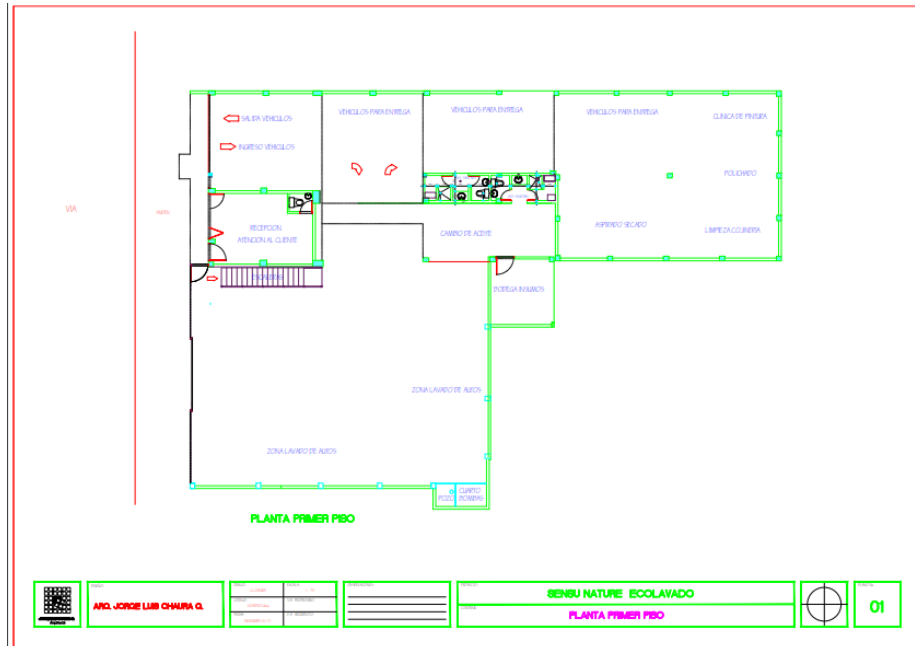 SALIDA VEHICULOS
INGRESO VEHICULOS
VEHICULOS PARA ENTREGA
VEHICULOS PARA ENTREGA
VEHICULOS PARA ENTREGA
CLINICA DE PINTURA
POLICHADO
VIA
RECEPCION
ATENCION AL CLIENTE
CAMBIO DE ACEITE
ASPIRADO SECADO
LIMPIEZA COJINERIA
ESCALERAS
BODEGA INSUMOS
ZONA LAVADO DE AUTOS
ZONA LAVADO DE AUTOS
POZO
CUARTO
BOMBAS
PLANTA PRIMER PISO
ARQ. JORGE LUIS CHAURA Q.
SENSU NATURE ECOLAVADO
PLANTA PRIMER PISO
01